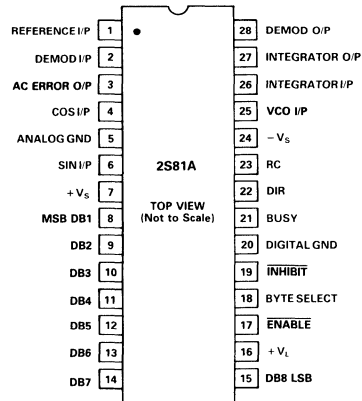 REFERENCE I/P 1
DEMOD I/P 2
AC ERROR O/P 3
COS I/P 4
ANALOG GND 5
SIN I/P 6
+VS 7
MSB DB1 8
DB2 9
DB3 10
DB4 11
DB5 12
DB6 13
DB7 14
2S81A
TOP VIEW
(Not to Scale)
28 DEMOD O/P
27 INTEGRATOR O/P
26 INTEGRATOR I/P
25 VCO I/P
24 −VS
23 RC
22 DIR
21 BUSY
20 DIGITAL GND
19 INHIBIT
18 BYTE SELECT
17 ENABLE
16 +VL
15 DB8 LSB